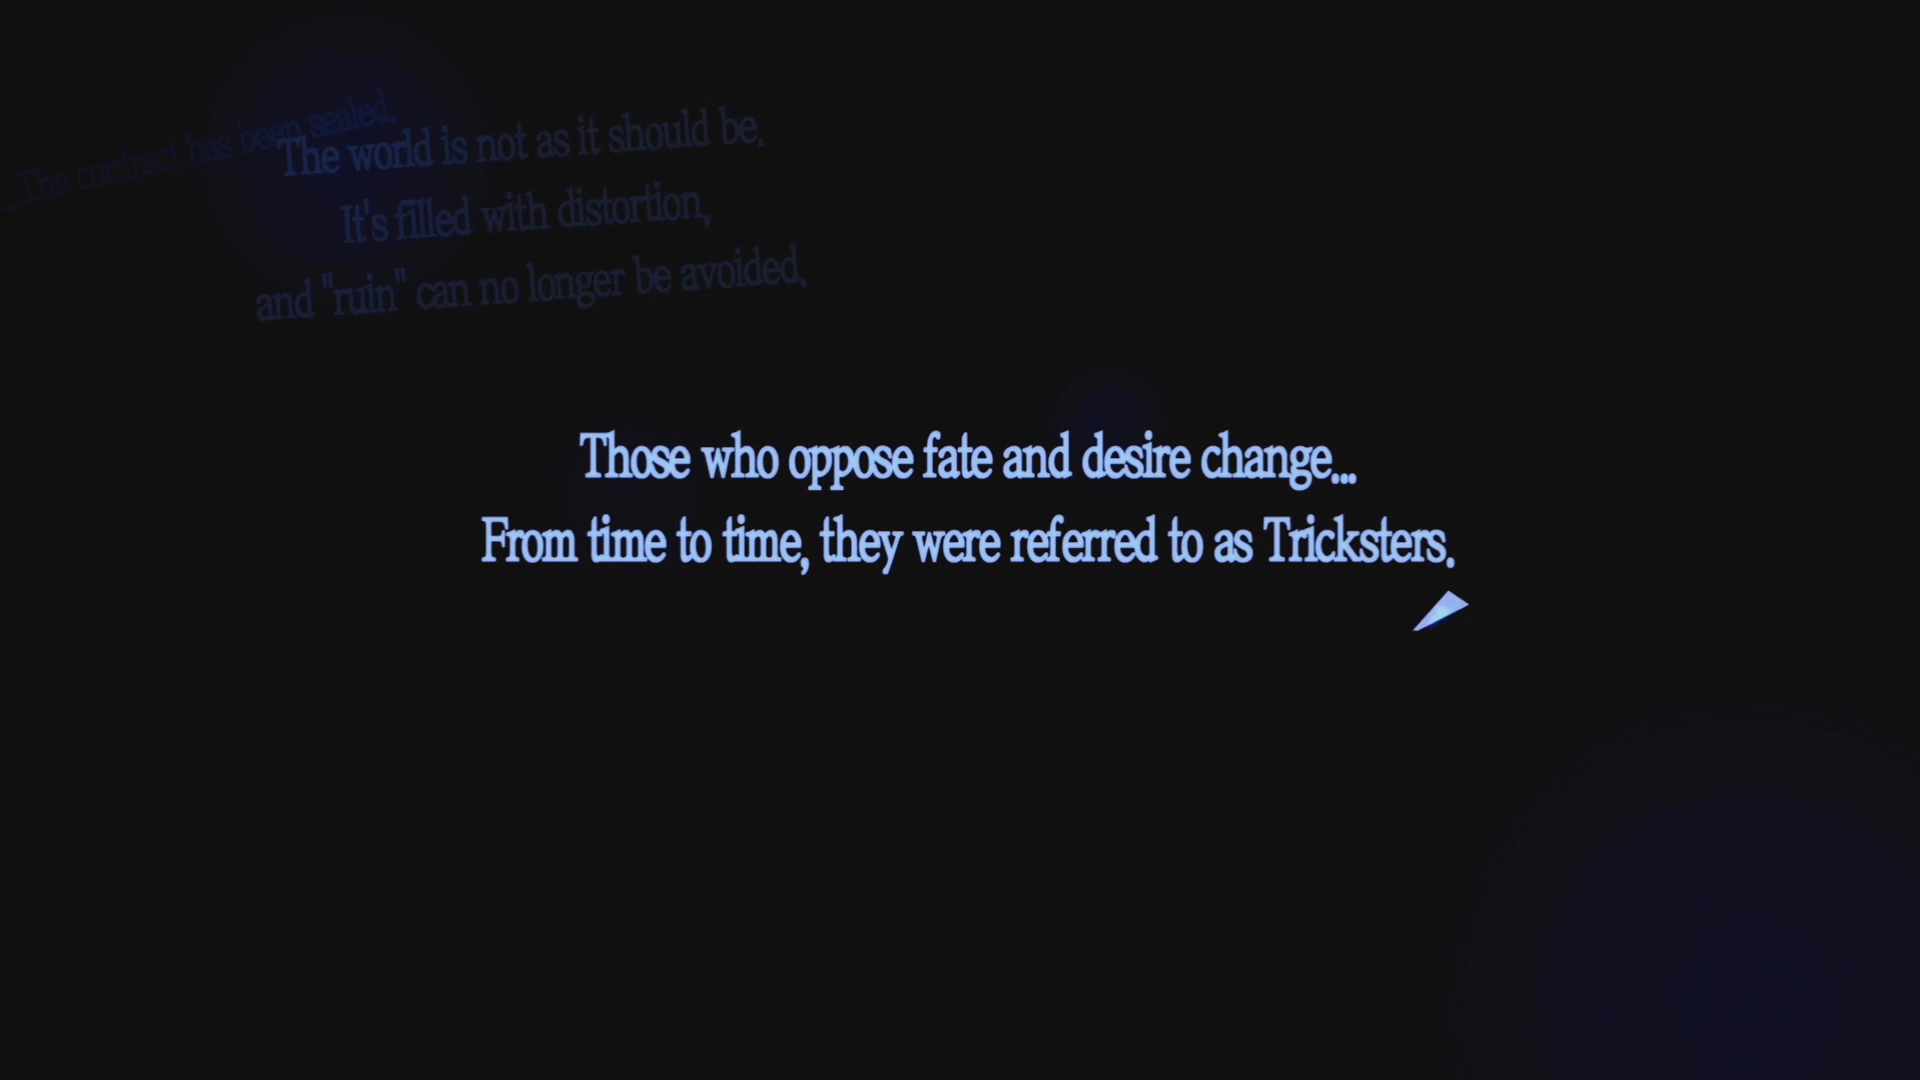 ...The contract has been sealed.
The world is not as it should be.
It's filled with distortion,
and "ruin" can no longer be avoided.
Those who oppose fate and desire change...
From time to time, they were referred to as Tricksters.